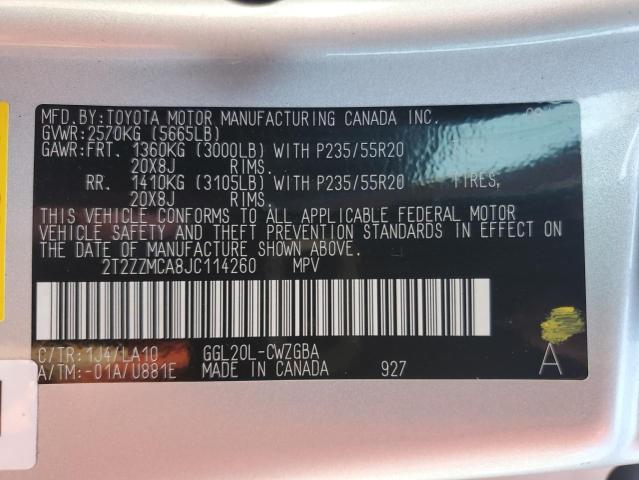 MFD.BY:TOYOTA MOTOR MANUFACTURING CANADA INC.
GVWR:2570KG (5665LB)
GAWR:FRT. 1360KG (3000LB) WITH P235/55R20
20X8J RIMS.
RR. 1410KG (3105LB) WITH P235/55R20 TIRES,
20X8J RIMS.
THIS VEHICLE CONFORMS TO ALL APPLICABLE FEDERAL MOTOR
VEHICLE SAFETY AND THEFT PREVENTION STANDARDS IN EFFECT ON
THE DATE OF MANUFACTURE SHOWN ABOVE.
2T2ZZMCA8JC114260 MPV
C/TR:1J4/LA10 GGL20L-CWZGBA
A/TM:-01A/U881E MADE IN CANADA 927 A